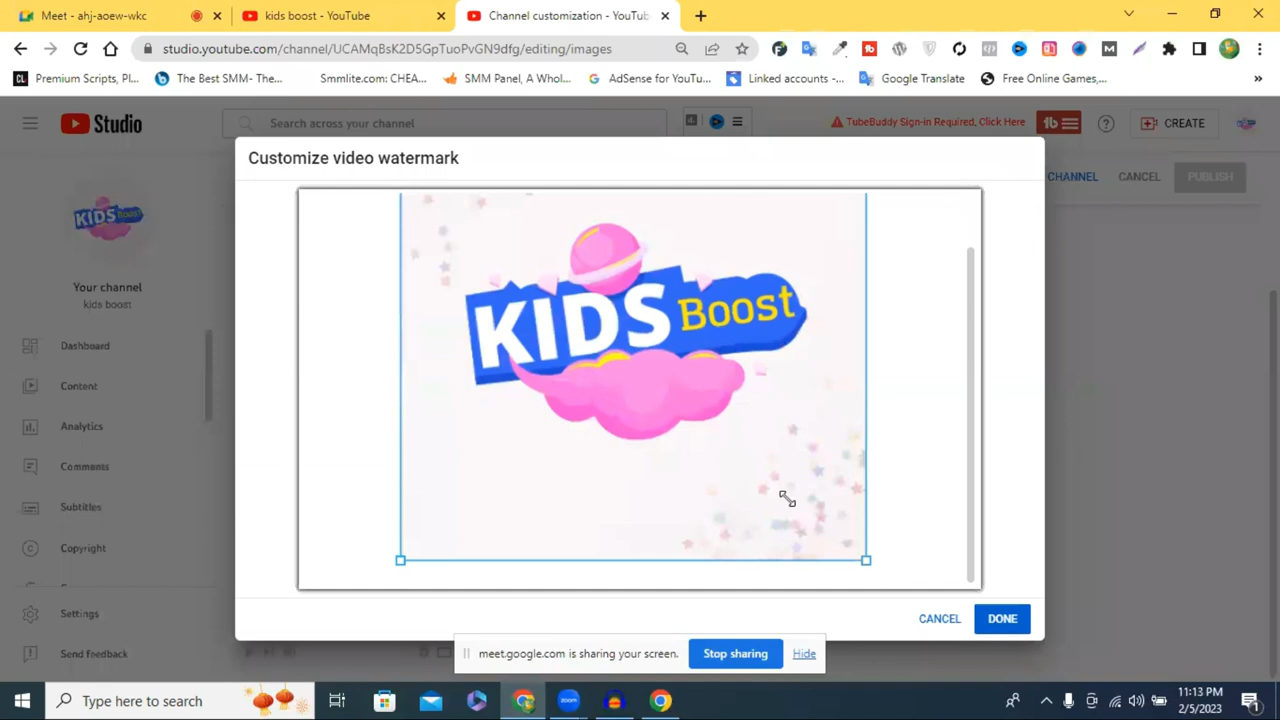 Meet - ahj-aoew-wkc
kids boost - YouTube
Channel customization - YouTub
studio.youtube.com/channel/UCAMqBsK2D5GpTuoPvGN9dfg/editing/images
CL Premium Scripts, Pl...
The Best SMM- The...
Smmlite.com: CHEA...
SMM Panel, A Whol...
AdSense for YouTu...
Linked accounts -...
Google Translate
Free Online Games,...
Studio
Search across your channel
TubeBuddy Sign-in Required, Click Here
CREATE
Customize video watermark
CHANNEL
CANCEL
PUBLISH
KIDS Boost
KIDS Boost
Your channel
kids boost
Dashboard
Content
Analytics
Comments
Subtitles
Copyright
Settings
Send feedback
CANCEL
DONE
meet.google.com is sharing your screen.
Stop sharing
Hide
Type here to search
zoom
11:13 PM
2/5/2023